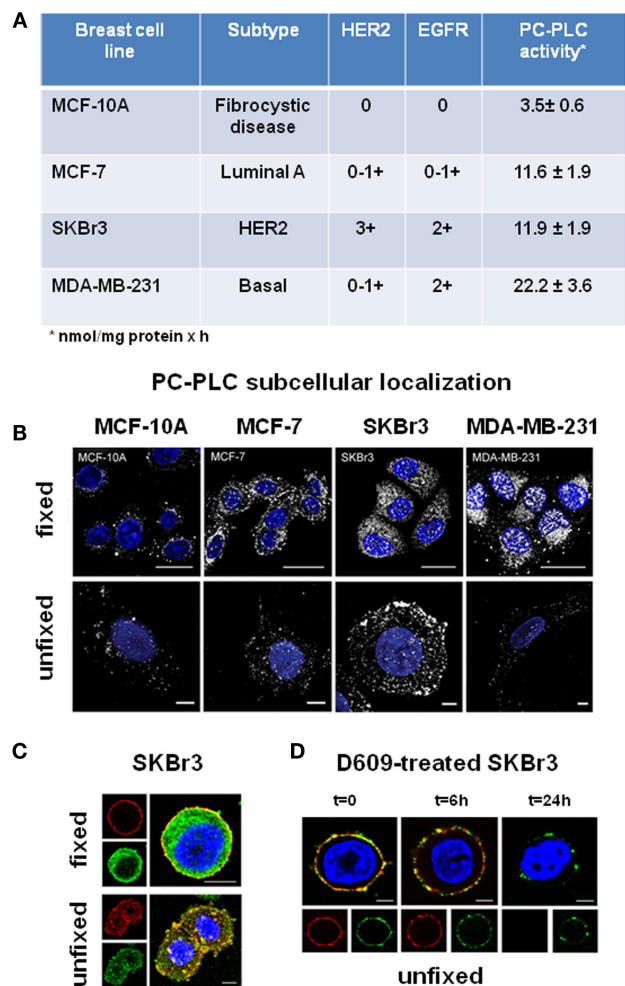 A
Breast cell line | Subtype | HER2 | EGFR | PC-PLC activity*
MCF-10A | Fibrocystic disease | 0 | 0 | 3.5± 0.6
MCF-7 | Luminal A | 0-1+ | 0-1+ | 11.6 ± 1.9
SKBr3 | HER2 | 3+ | 2+ | 11.9 ± 1.9
MDA-MB-231 | Basal | 0-1+ | 2+ | 22.2 ± 3.6
* nmol/mg protein x h
PC-PLC subcellular localization
B
MCF-10A MCF-7 SKBr3 MDA-MB-231
fixed
MCF-10A MCF-7 SKBr3 MDA-MB-231
unfixed
C
SKBr3
fixed
unfixed
D
D609-treated SKBr3
t=0 t=6h t=24h
unfixed